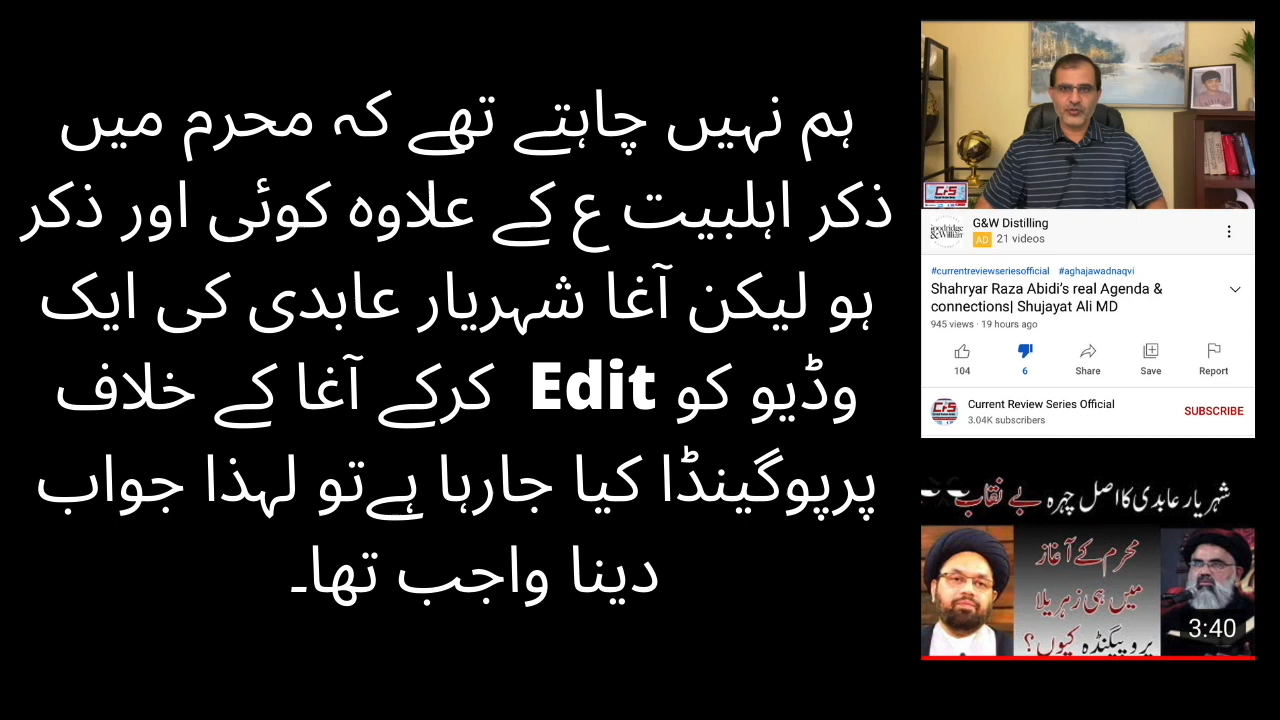 ہم نہیں چاہتے تھے کہ محرم میں
ذکر اہلبیت ع کے علاوہ کوئی اور ذکر
ہو لیکن آغا شہریار عابدی کی ایک
وڈیو کو Edit کرکے آغا کے خلاف
پرپوگینڈا کیا جارہا ہےتو لہذا جواب
دینا واجب تھا۔
CrS
G&W Distilling
AD 21 videos
#currentreviewseriesofficial #aghajawadnaqvi
Shahryar Raza Abidi’s real Agenda &
connections| Shujayat Ali MD
945 views · 19 hours ago
104 6 Share Save Report
CrS
Current Review Series Official
3.04K subscribers
SUBSCRIBE
شہریار عابدی کا اصل چہرہ بے نقاب
محرم کے آغاز
میں ہی زہریلا
پروپیگنڈہ کیوں؟
3:40